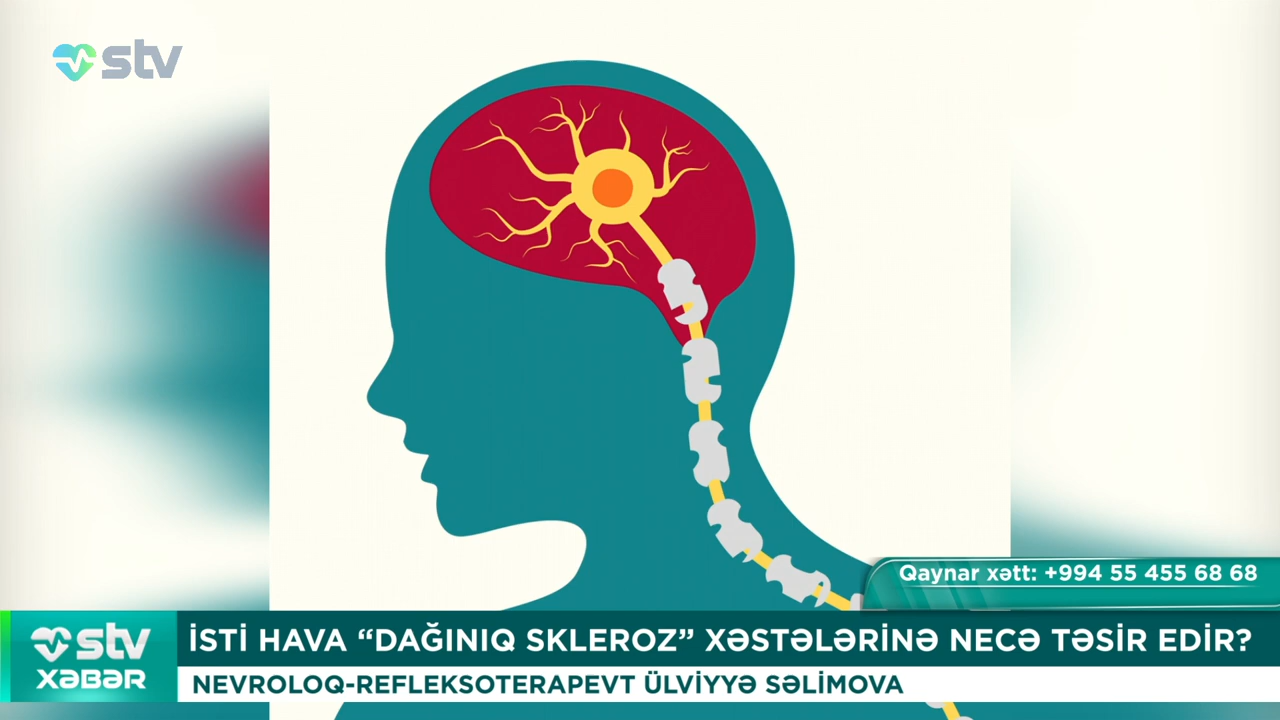 stv
Qaynar xətt: +994 55 455 68 68
stv
XƏBƏR
İSTİ HAVA “DAĞINIQ SKLEROZ” XƏSTƏLƏRİNƏ NECƏ TƏSİR EDİR?
NEVROLOQ-REFLEKSOTERAPEVT ÜLVİYYƏ SƏLİMOVA